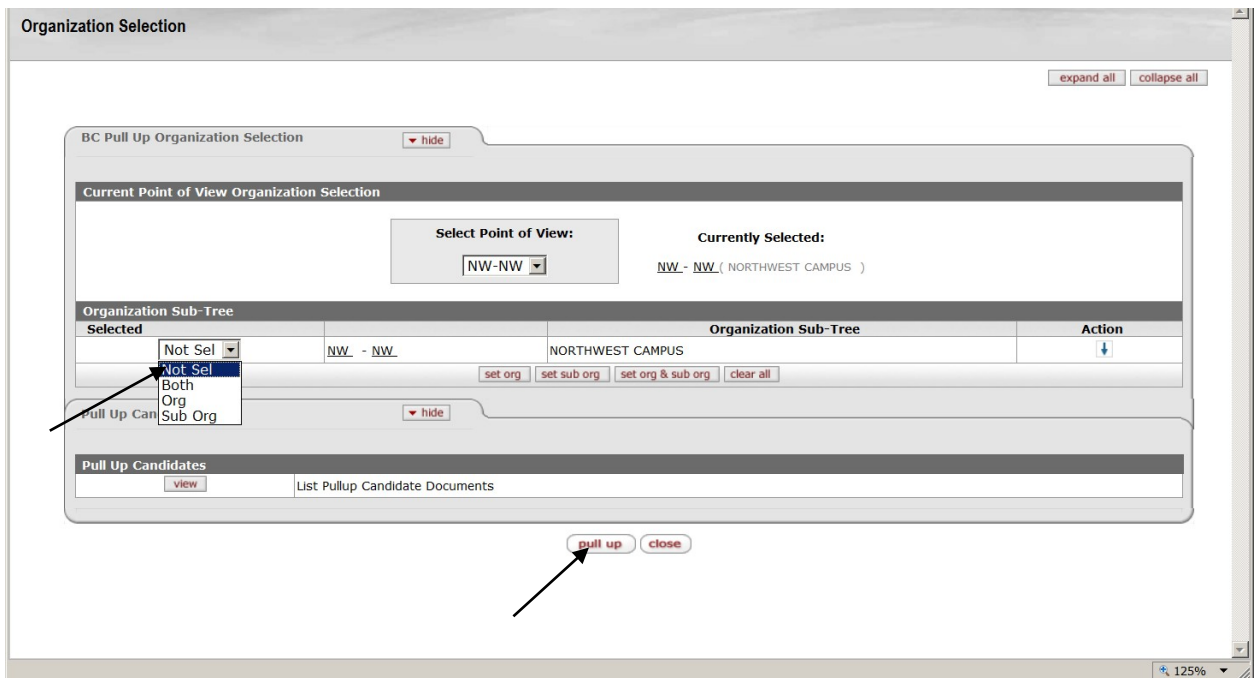 Organization Selection
expand all collapse all
BC Pull Up Organization Selection hide
Current Point of View Organization Selection
Select Point of View: Currently Selected:
NW-NW NW - NW ( NORTHWEST CAMPUS )
Organization Sub-Tree
Selected Organization Sub-Tree Action
Not Sel NW - NW NORTHWEST CAMPUS
Not Sel
Both
Org
Sub Org
set org set sub org set org & sub org clear all
Pull Up Can hide
Pull Up Candidates
view List Pullup Candidate Documents
pull up close
125%